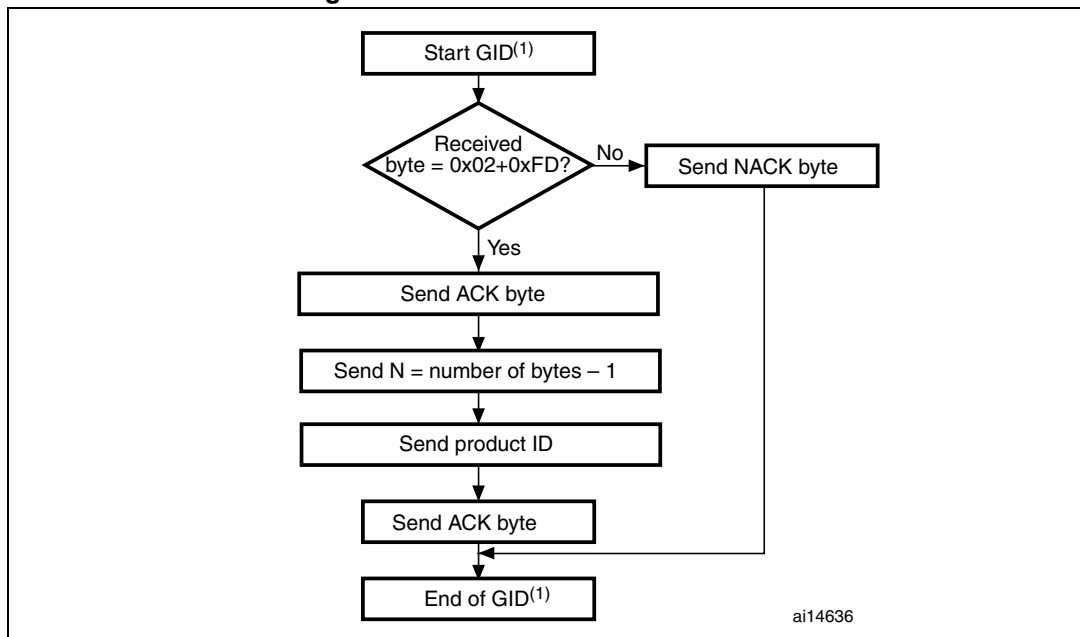 Start GID(1)
Received
byte = 0x02+0xFD?
No
Send NACK byte
Yes
Send ACK byte
Send N = number of bytes – 1
Send product ID
Send ACK byte
End of GID(1)
ai14636